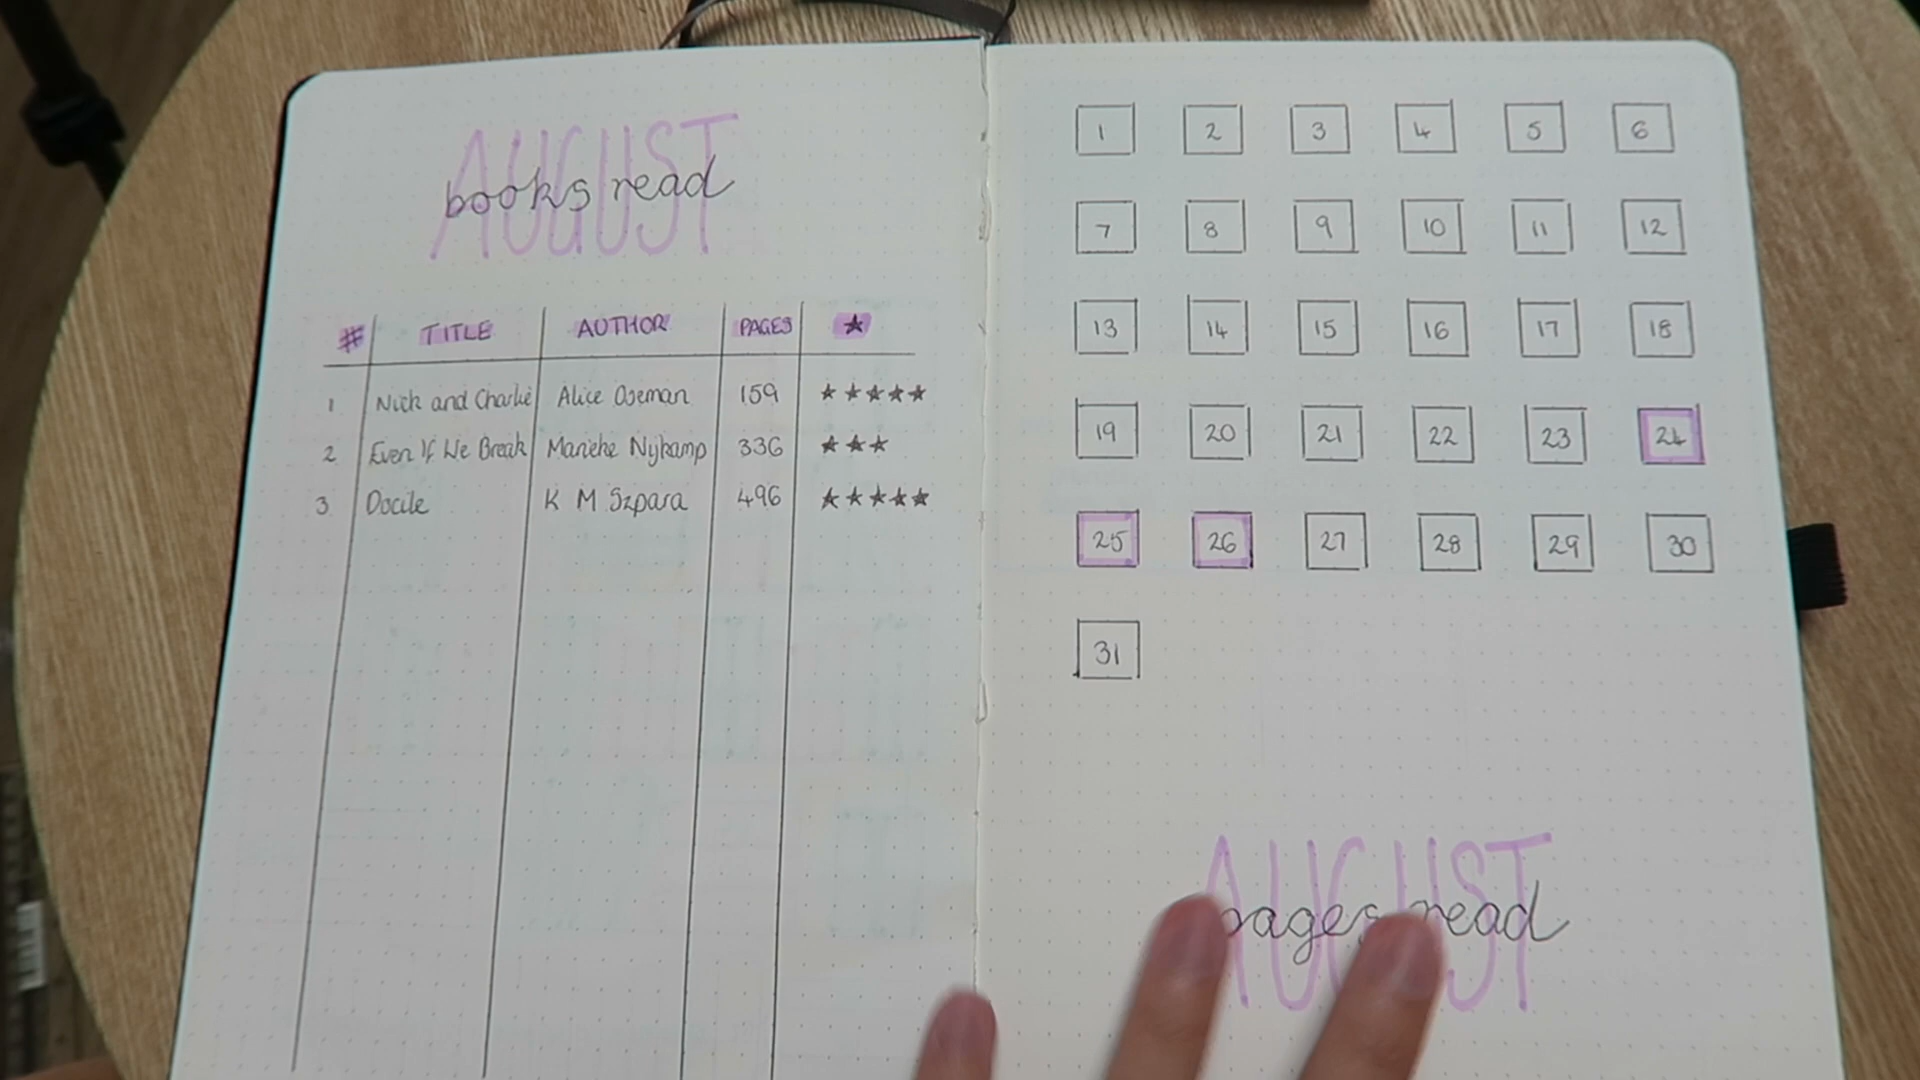 AUGUST
books read
# TITLE AUTHOR PAGES ★
1 Nick and Charlie Alice Oseman 159 ★★★★★
2 Even If We Break Marieke Nijkamp 336 ★★★
3 Docile K M Szpara 496 ★★★★★
1 2 3 4 5 6
7 8 9 10 11 12
13 14 15 16 17 18
19 20 21 22 23 24
25 26 27 28 29 30
31
AUGUST
pages read